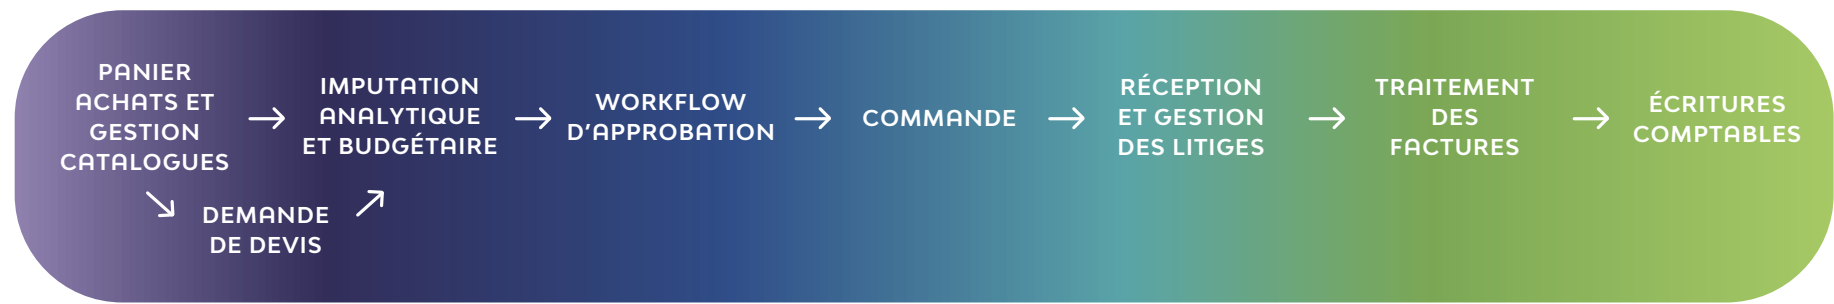 PANIER
ACHATS ET
GESTION
CATALOGUES
DEMANDE
DE DEVIS
IMPUTATION
ANALYTIQUE
ET BUDGÉTAIRE
WORKFLOW
D'APPROBATION
COMMANDE
RÉCEPTION
ET GESTION
DES LITIGES
TRAITEMENT
DES
FACTURES
ÉCRITURES
COMPTABLES